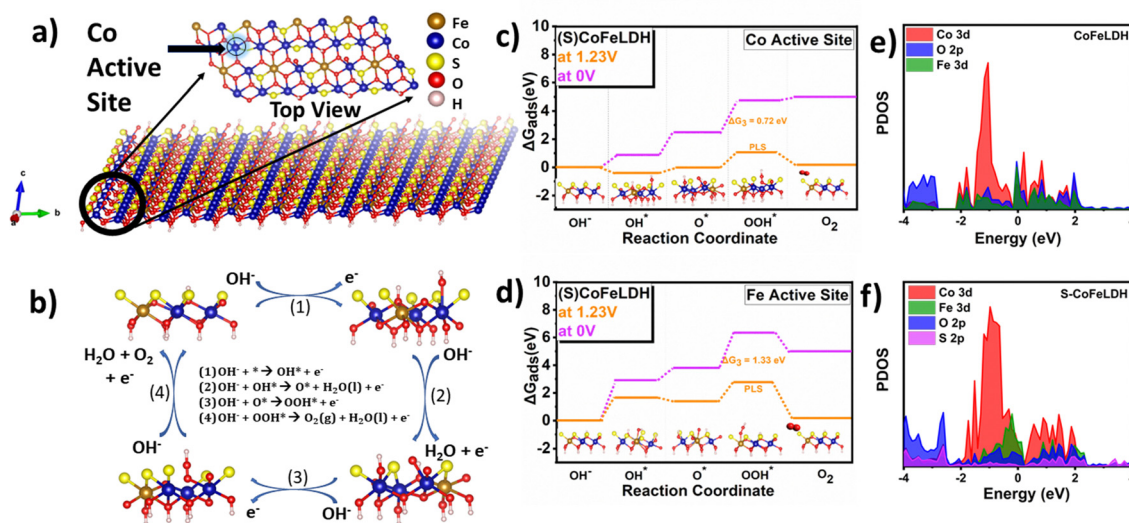 a)
Co
Active
Site
Top View
Fe
Co
S
O
H
c
b
a
b)
OH⁻
e⁻
(1)
H₂O + O₂
+ e⁻
(4)
(1) OH⁻ + * → OH* + e⁻
(2) OH⁻ + OH* → O* + H₂O(l) + e⁻
(3) OH⁻ + O* → OOH* + e⁻
(4) OH⁻ + OOH* → O₂(g) + H₂O(l) + e⁻
OH⁻
(2)
OH⁻
H₂O + e⁻
(3)
e⁻
OH⁻
c)
(S)CoFeLDH
at 1.23V
at 0V
Co Active Site
ΔG₃ = 0.72 eV
PLS
ΔGads(eV)
10
8
6
4
2
0
-2
OH⁻ OH* O* OOH* O₂
Reaction Coordinate
d)
(S)CoFeLDH
at 1.23V
at 0V
Fe Active Site
ΔG₃ = 1.33 eV
PLS
ΔGads(eV)
10
8
6
4
2
0
-2
OH⁻ OH* O* OOH* O₂
Reaction Coordinate
e)
Co 3d
O 2p
Fe 3d
CoFeLDH
PDOS
-4 -2 0 2 4
Energy (eV)
f)
Co 3d
Fe 3d
O 2p
S 2p
S-CoFeLDH
PDOS
-4 -2 0 2 4
Energy (eV)